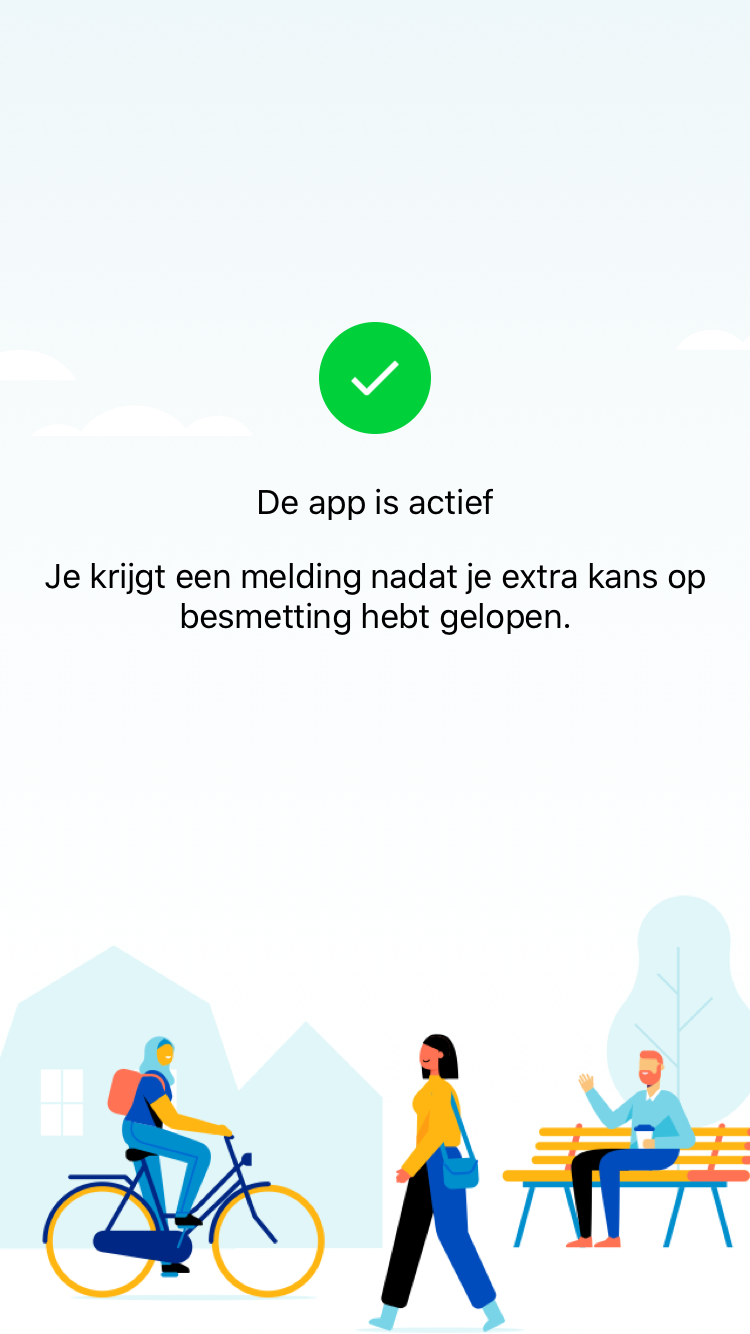 De app is actief
Je krijgt een melding nadat je extra kans op
besmetting hebt gelopen.